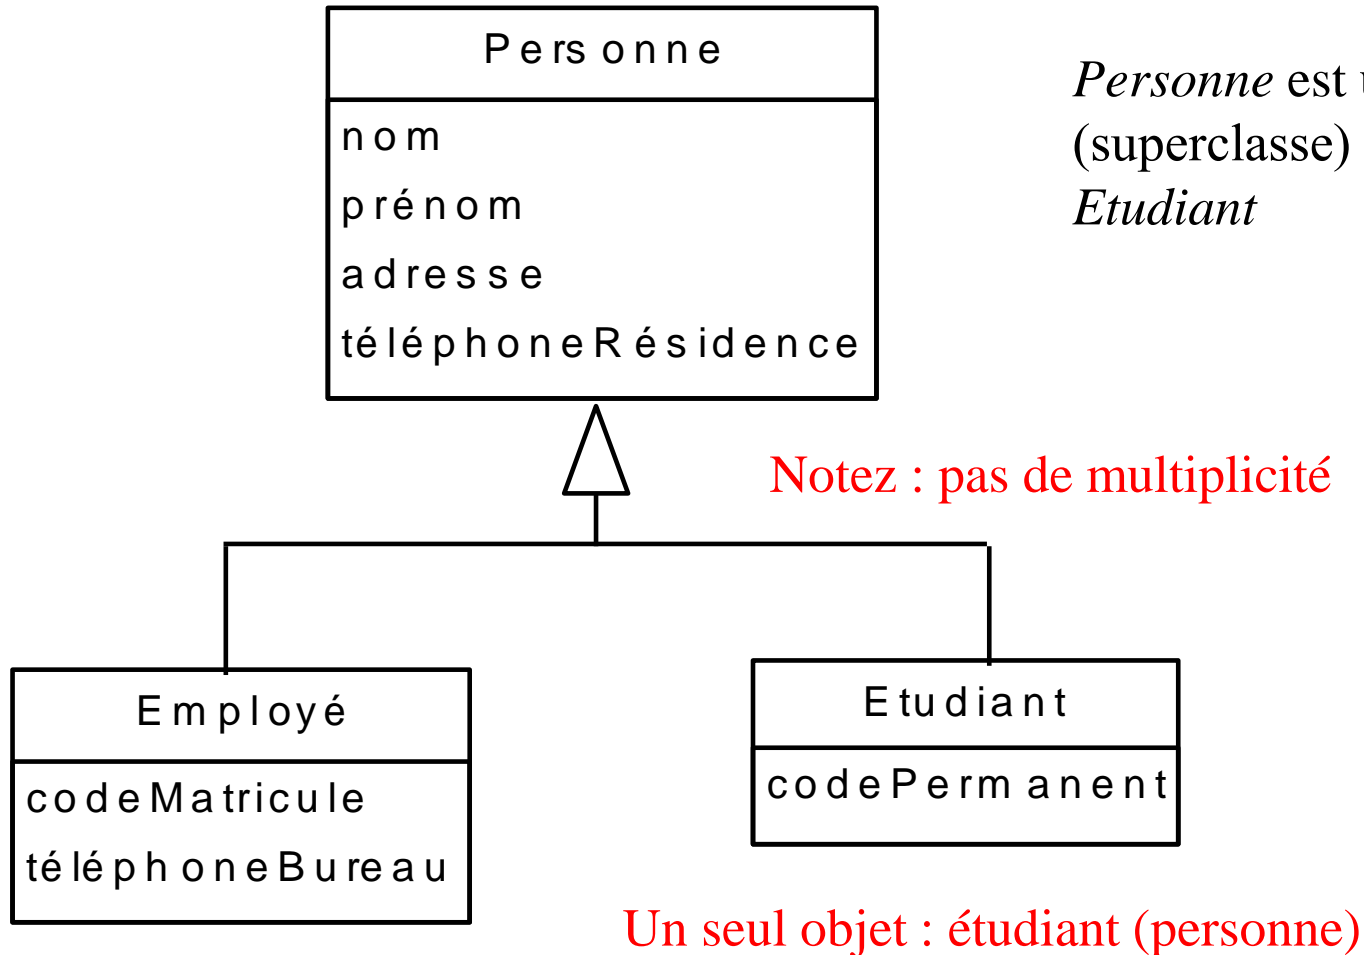 Personne
nom
prénom
adresse
téléphoneRésidence
Personne est
(superclasse)
Etudiant
Notez : pas de multiplicité
Employé
codeMatricule
téléphoneBureau
Etudiant
codePermanent
Un seul objet : étudiant (personne)